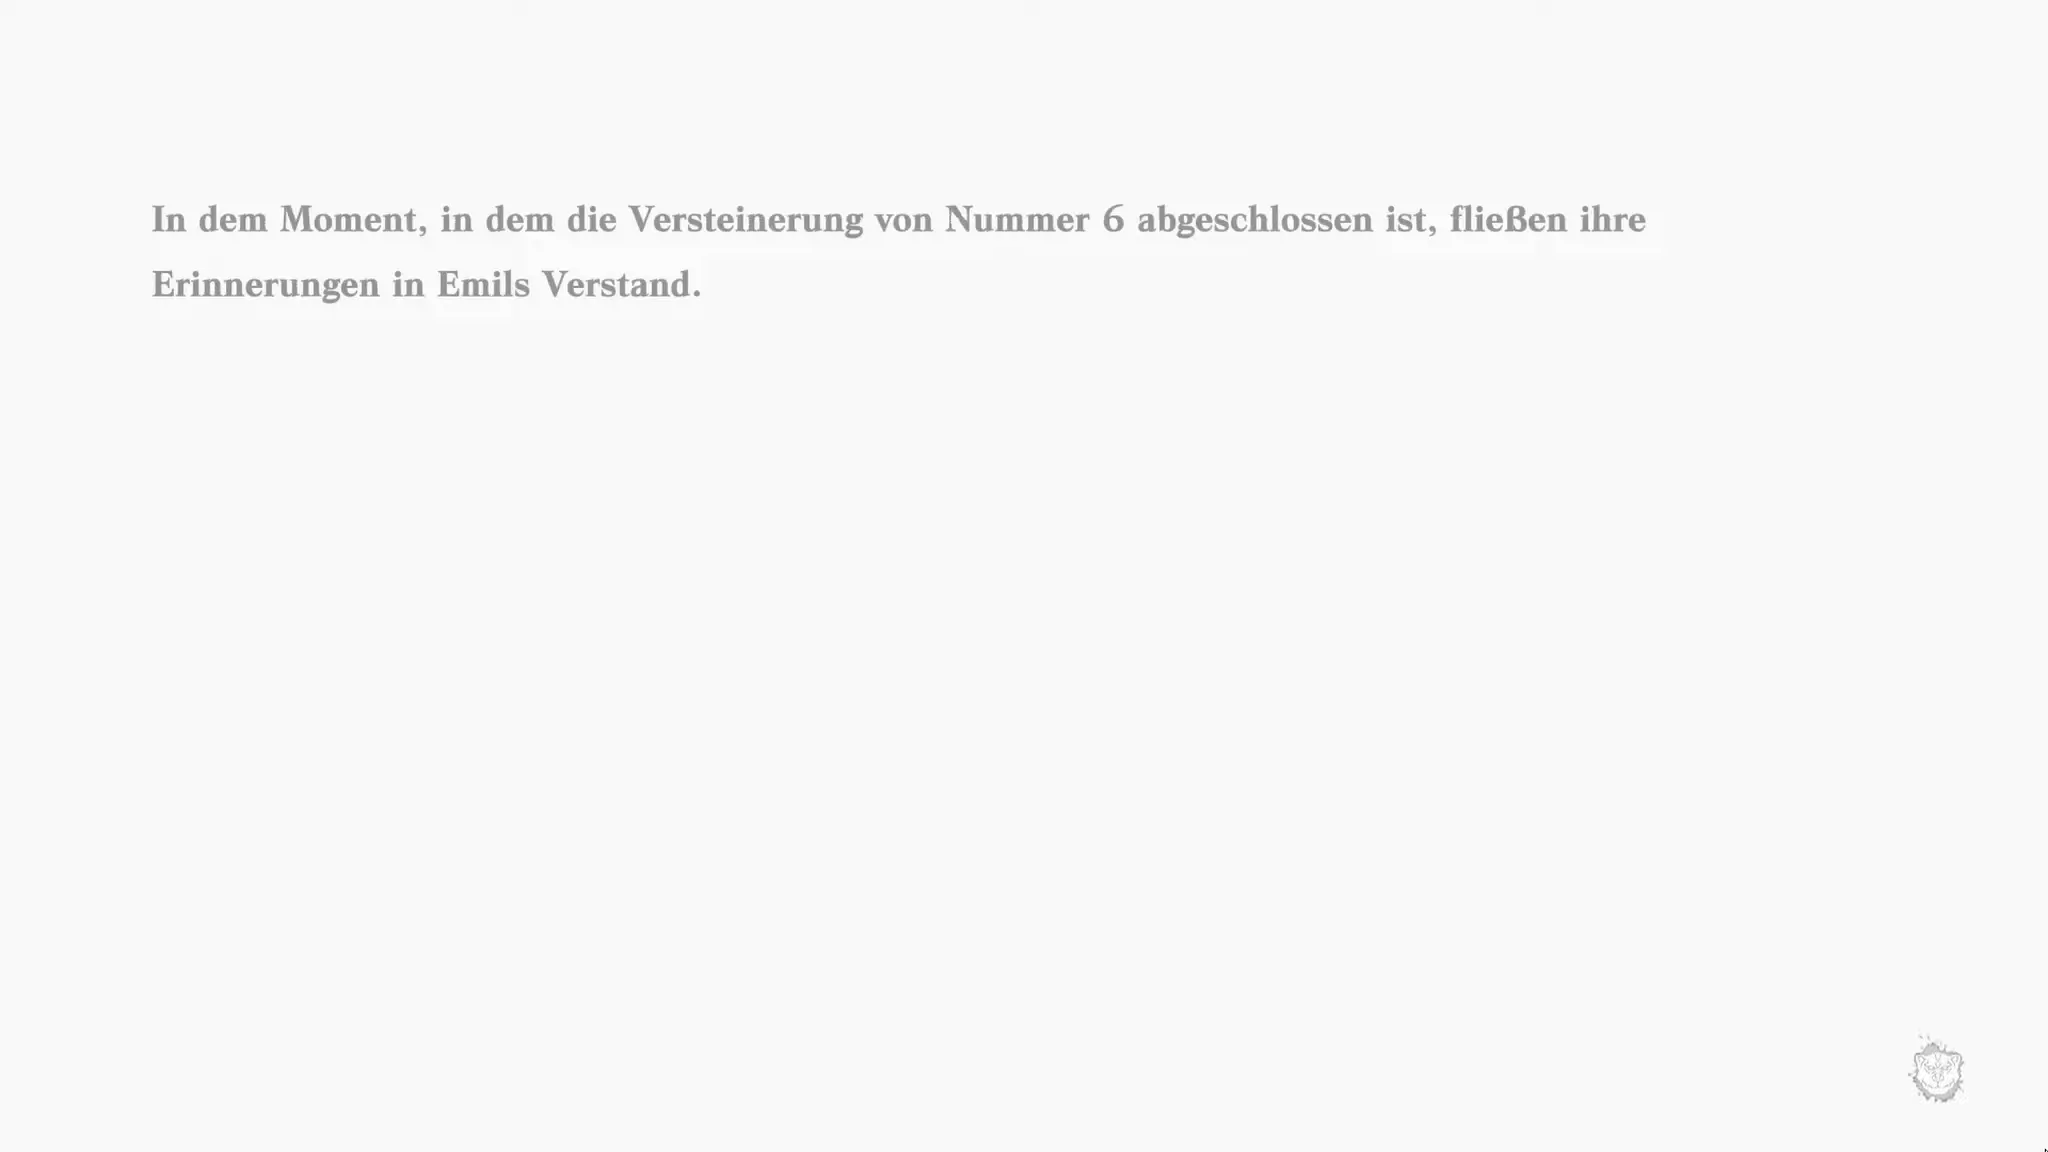 In dem Moment, in dem die Versteinerung von Nummer 6 abgeschlossen ist, fließen ihre
Erinnerungen in Emils Verstand.